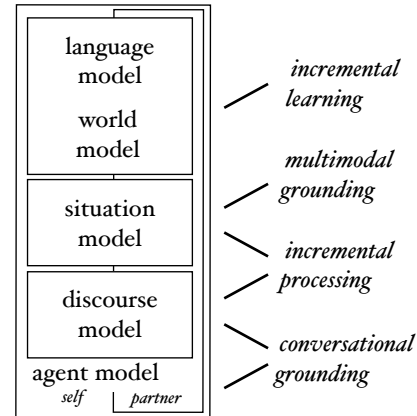 language
model
world
model
situation
model
discourse
model
agent model
self partner
incremental
learning
multimodal
grounding
incremental
processing
conversational
grounding